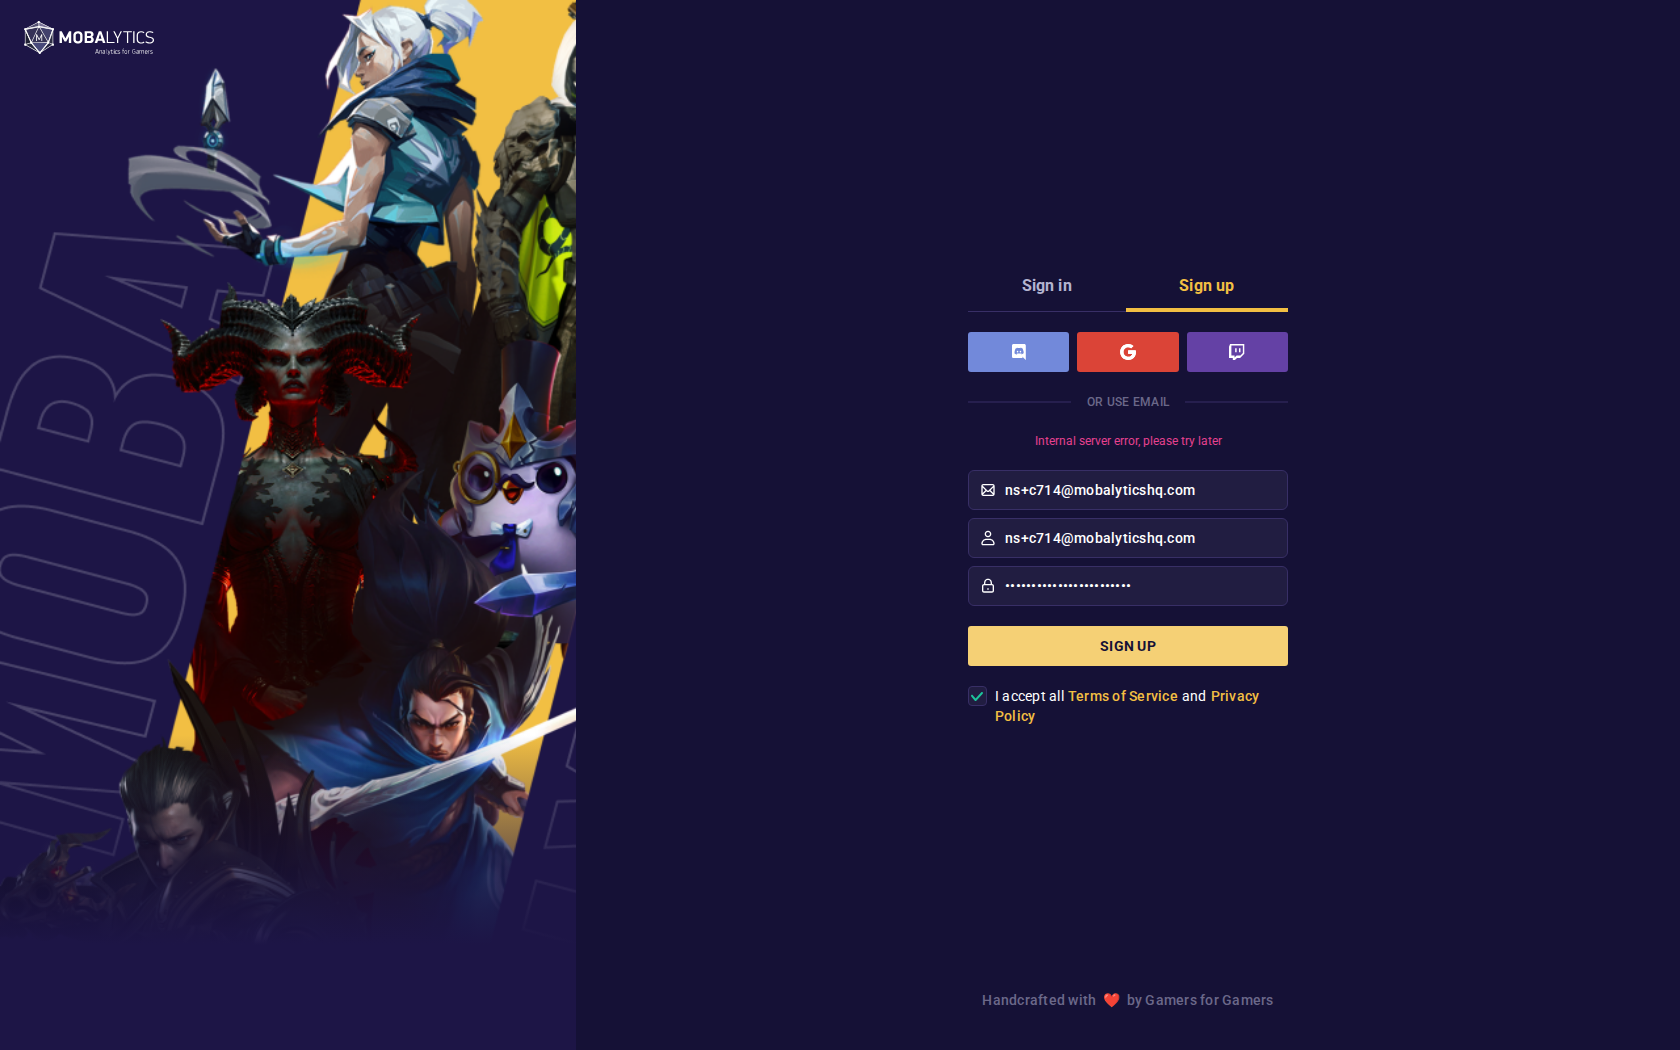 MOBALYTICS
Analytics for Gamers
MOBA
Sign in
Sign up
OR USE EMAIL
Internal server error, please try later
ns+c714@mobalyticshq.com
ns+c714@mobalyticshq.com
•••••••••••••••••••••••
SIGN UP
I accept all Terms of Service and Privacy
Policy
Handcrafted with ❤️ by Gamers for Gamers